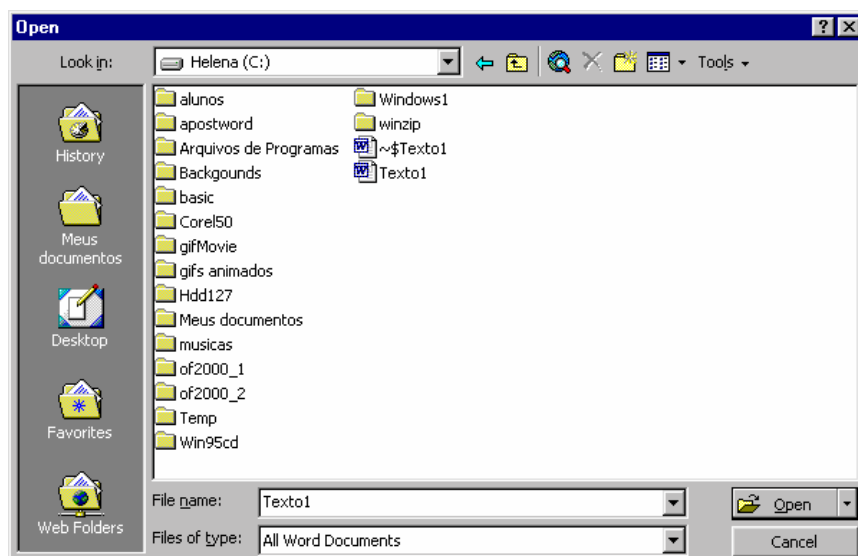 Open
Look in:
Helena (C:)
Tools
History
Meus
documentos
Desktop
Favorites
Web Folders
alunos
apostword
Arquivos de Programas
Backgounds
basic
Corel50
gifMovie
gifs animados
Hdd127
Meus documentos
musicas
of2000_1
of2000_2
Temp
Win95cd
Windows1
winzip
~$Texto1
Texto1
File name:
Texto1
Open
Files of type:
All Word Documents
Cancel